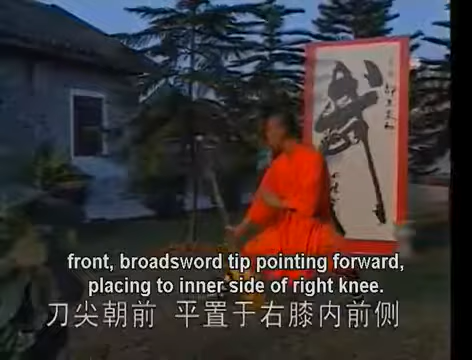 武
front, broadsword tip pointing forward,
placing to inner side of right knee.
刀尖朝前 平置于右膝内前侧